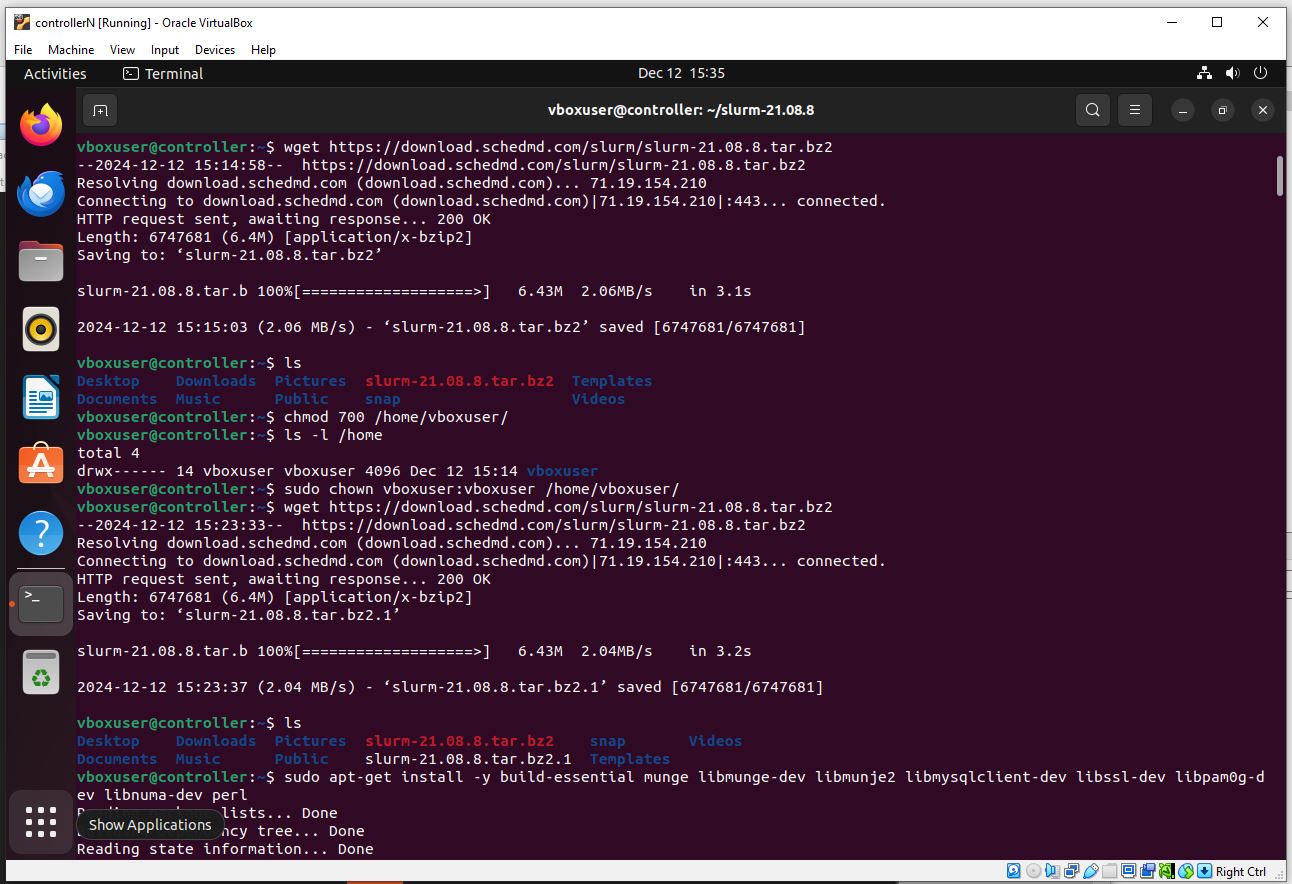 controllerN [Running] - Oracle VirtualBox
File Machine View Input Devices Help
Activities Terminal Dec 12 15:35
vboxuser@controller: ~/slurm-21.08.8
vboxuser@controller:~$ wget https://download.schedmd.com/slurm/slurm-21.08.8.tar.bz2
--2024-12-12 15:14:58-- https://download.schedmd.com/slurm/slurm-21.08.8.tar.bz2
Resolving download.schedmd.com (download.schedmd.com)... 71.19.154.210
Connecting to download.schedmd.com (download.schedmd.com)|71.19.154.210|:443... connected.
HTTP request sent, awaiting response... 200 OK
Length: 6747681 (6.4M) [application/x-bzip2]
Saving to: ‘slurm-21.08.8.tar.bz2’
slurm-21.08.8.tar.b 100%[===================>] 6.43M 2.06MB/s in 3.1s
2024-12-12 15:15:03 (2.06 MB/s) - ‘slurm-21.08.8.tar.bz2’ saved [6747681/6747681]
vboxuser@controller:~$ ls
Desktop Downloads Pictures slurm-21.08.8.tar.bz2 Templates
Documents Music Public snap Videos
vboxuser@controller:~$ chmod 700 /home/vboxuser/
vboxuser@controller:~$ ls -l /home
total 4
drwx------ 14 vboxuser vboxuser 4096 Dec 12 15:14 vboxuser
vboxuser@controller:~$ sudo chown vboxuser:vboxuser /home/vboxuser/
vboxuser@controller:~$ wget https://download.schedmd.com/slurm/slurm-21.08.8.tar.bz2
--2024-12-12 15:23:33-- https://download.schedmd.com/slurm/slurm-21.08.8.tar.bz2
Resolving download.schedmd.com (download.schedmd.com)... 71.19.154.210
Connecting to download.schedmd.com (download.schedmd.com)|71.19.154.210|:443... connected.
HTTP request sent, awaiting response... 200 OK
Length: 6747681 (6.4M) [application/x-bzip2]
Saving to: ‘slurm-21.08.8.tar.bz2.1’
slurm-21.08.8.tar.b 100%[===================>] 6.43M 2.04MB/s in 3.2s
2024-12-12 15:23:37 (2.04 MB/s) - ‘slurm-21.08.8.tar.bz2.1’ saved [6747681/6747681]
vboxuser@controller:~$ ls
Desktop Downloads Pictures slurm-21.08.8.tar.bz2 snap Videos
Documents Music Public slurm-21.08.8.tar.bz2.1 Templates
vboxuser@controller:~$ sudo apt-get install -y build-essential munge libmunge-dev libmunje2 libmysqlclient-dev libssl-dev libpam0g-d
ev libnuma-dev perl
lists... Done
Show Applications
tree... Done
Reading state information... Done
Right Ctrl